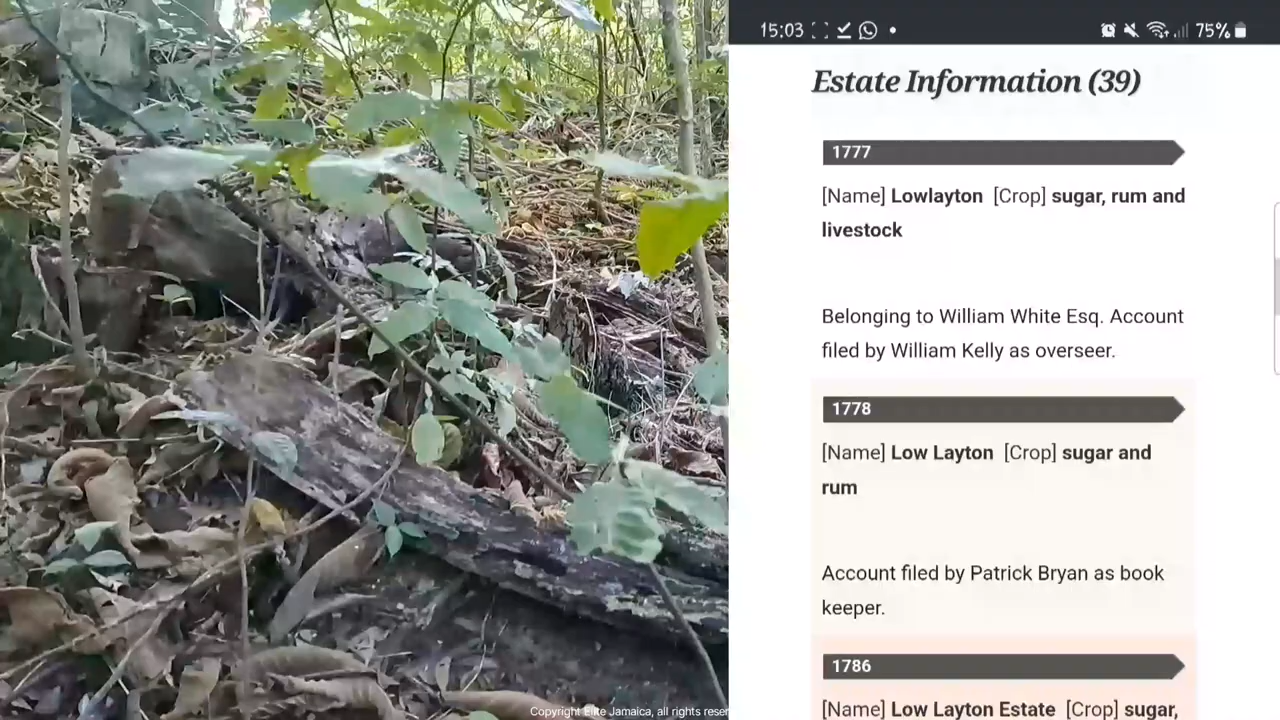 15:03
75%
Estate Information (39)
1777
[Name] Lowlayton [Crop] sugar, rum and
livestock
Belonging to William White Esq. Account
filed by William Kelly as overseer.
1778
[Name] Low Layton [Crop] sugar and
rum
Account filed by Patrick Bryan as book
keeper.
1786
[Name] Low Layton Estate [Crop] sugar,
Copyright Elite Jamaica, all rights reser